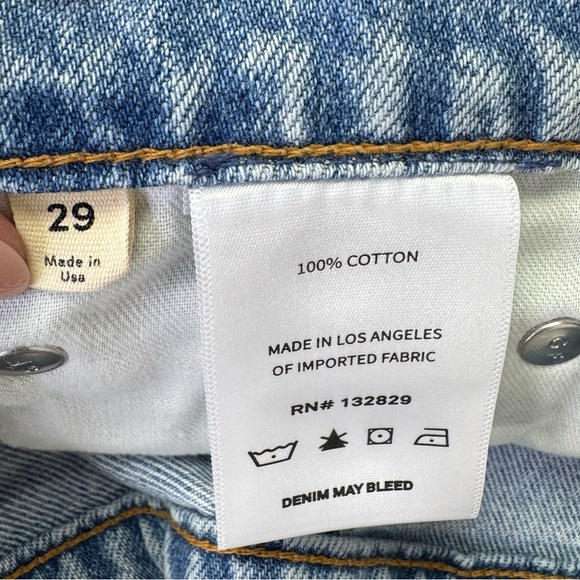 29
Made in
Usa
100% COTTON
MADE IN LOS ANGELES
OF IMPORTED FABRIC
RN# 132829
DENIM MAY BLEED